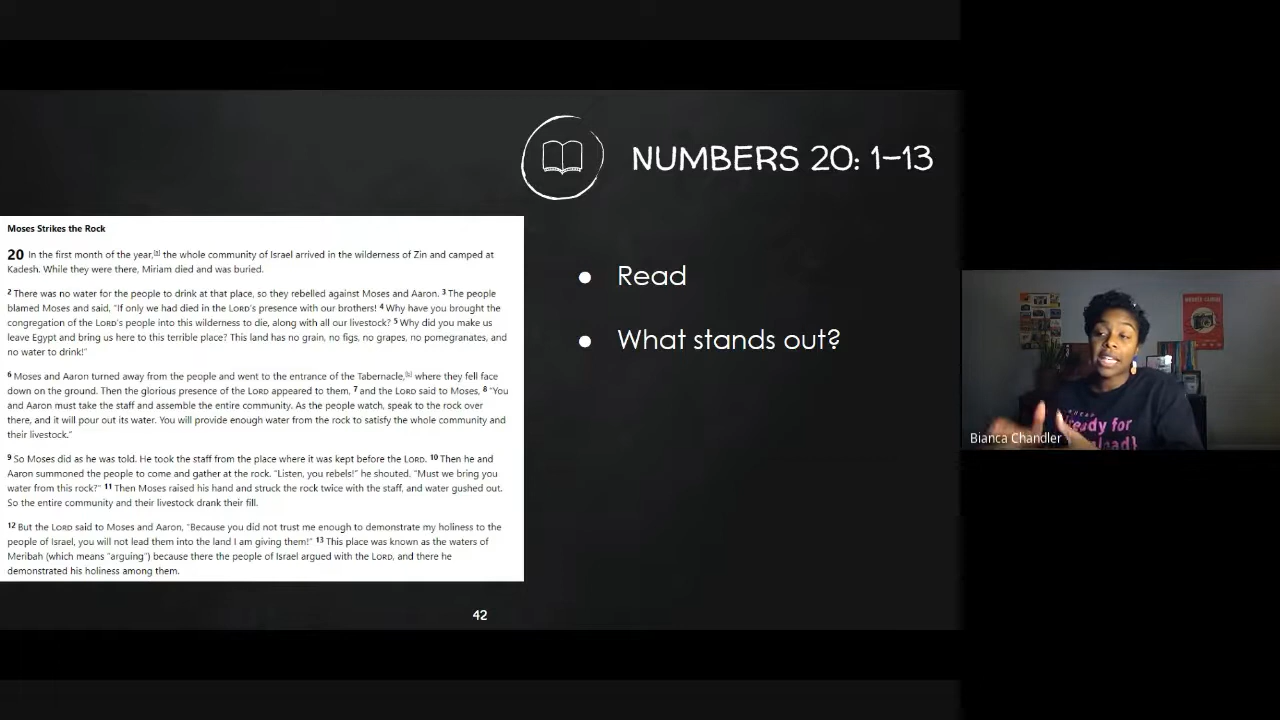 NUMBERS 20: 1–13
Moses Strikes the Rock
20 In the first month of the year,[a] the whole community of Israel arrived in the wilderness of Zin and camped at
Kadesh. While they were there, Miriam died and was buried.
2 There was no water for the people to drink at that place, so they rebelled against Moses and Aaron. 3 The people
blamed Moses and said, "If only we had died in the LORD's presence with our brothers! 4 Why have you brought the
congregation of the LORD's people into this wilderness to die, along with all our livestock? 5 Why did you make us
leave Egypt and bring us here to this terrible place? This land has no grain, no figs, no grapes, no pomegranates, and
no water to drink!"
6 Moses and Aaron turned away from the people and went to the entrance of the Tabernacle,[b] where they fell face
down on the ground. Then the glorious presence of the LORD appeared to them, 7 and the LORD said to Moses, 8 "You
and Aaron must take the staff and assemble the entire community. As the people watch, speak to the rock over
there, and it will pour out its water. You will provide enough water from the rock to satisfy the whole community and
their livestock."
9 So Moses did as he was told. He took the staff from the place where it was kept before the LORD. 10 Then he and
Aaron summoned the people to come and gather at the rock. "Listen, you rebels!" he shouted. "Must we bring you
water from this rock?" 11 Then Moses raised his hand and struck the rock twice with the staff, and water gushed out.
So the entire community and their livestock drank their fill.
12 But the LORD said to Moses and Aaron, "Because you did not trust me enough to demonstrate my holiness to the
people of Israel, you will not lead them into the land I am giving them!" 13 This place was known as the waters of
Meribah (which means "arguing") because there the people of Israel argued with the LORD, and there he
demonstrated his holiness among them.
● Read
● What stands out?
42
ready for
Bianca Chandler